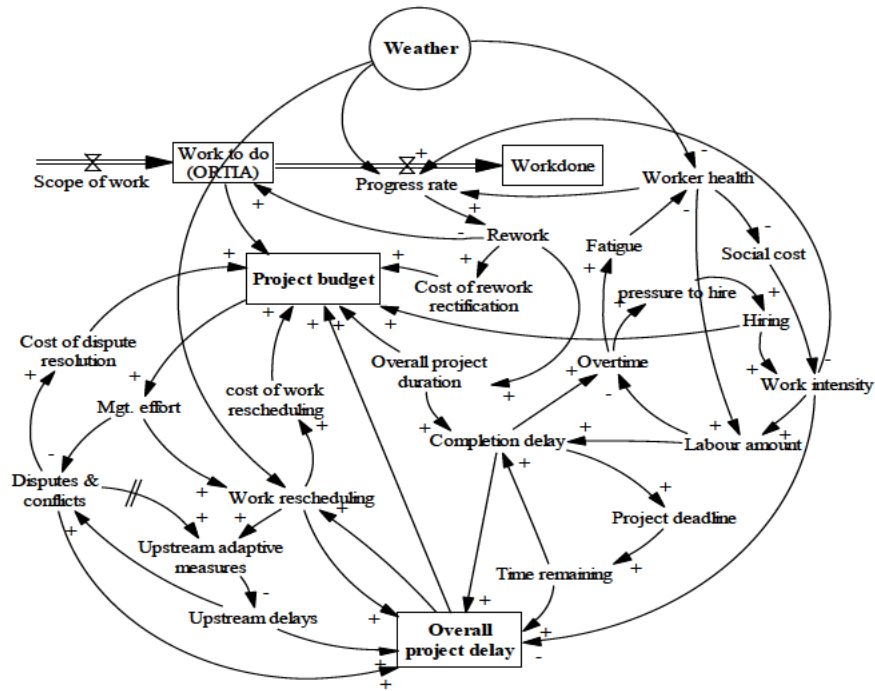 Weather
Work to do
(ORTIA)
Workdone
Scope of work
Progress rate
Worker health
Rework
Fatigue
Social cost
Project budget
Cost of rework
rectification
pressure to hire
Hiring
Cost of dispute
resolution
Overall project
duration
Overtime
cost of work
rescheduling
Work intensity
Mgt. effort
Completion delay
Labour amount
Disputes &
conflicts
Work rescheduling
Project deadline
Upstream adaptive
measures
Time remaining
Upstream delays
Overall
project delay